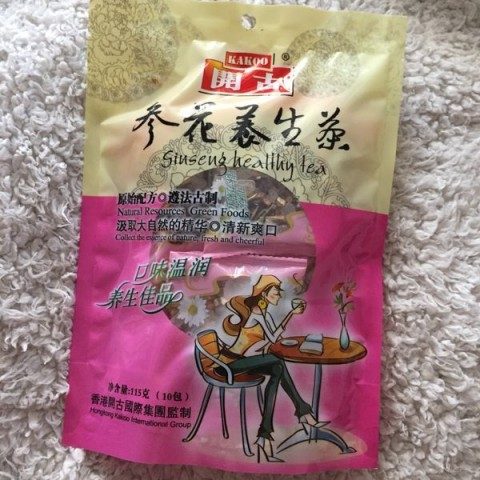 KAKOO
®
開古
参花养生茶
Ginseng healthy tea
原始配方◎遵法古制
Natural Resources Green Foods
汲取大自然的精华◎清新爽口
Collect the essence of nature, fresh and cheerful
口味温润
养生佳品
净含量:115克(10包)
香港開古國際集團監制
Hongkong Kakoo International Group